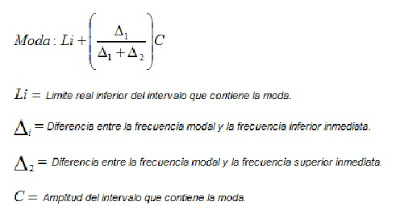 Moda : Li + ( Δ₁ / Δ₁ + Δ₂ ) C
Li = Limite real inferior del intervalo que contiene la moda.
Δᵢ = Diferencia entre la frecuencia modal y la frecuencia inferior inmediata.
Δ₂ = Diferencia entre la frecuencia modal y la frecuencia superior inmediata.
C = Amplitud del intervalo que contiene la moda.